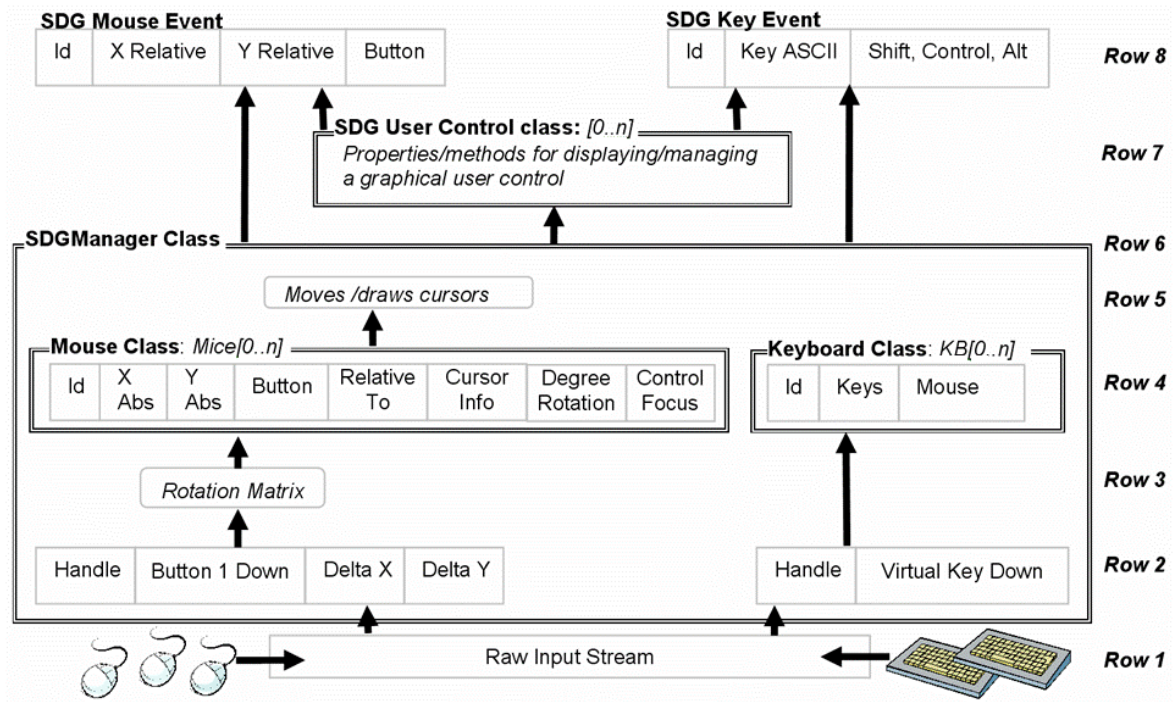 SDG Mouse Event
SDG Key Event
Id X Relative Y Relative Button
Id Key ASCII Shift, Control, Alt
Row 8
SDG User Control class: [0..n]
Properties/methods for displaying/managing
a graphical user control
Row 7
SDGManager Class
Row 6
Moves /draws cursors
Row 5
Mouse Class: Mice[0..n]
Keyboard Class: KB[0..n]
Id X Abs Y Abs Button Relative To Cursor Info Degree Rotation Control Focus
Id Keys Mouse
Row 4
Rotation Matrix
Row 3
Handle Button 1 Down Delta X Delta Y
Handle Virtual Key Down
Row 2
Raw Input Stream
Row 1